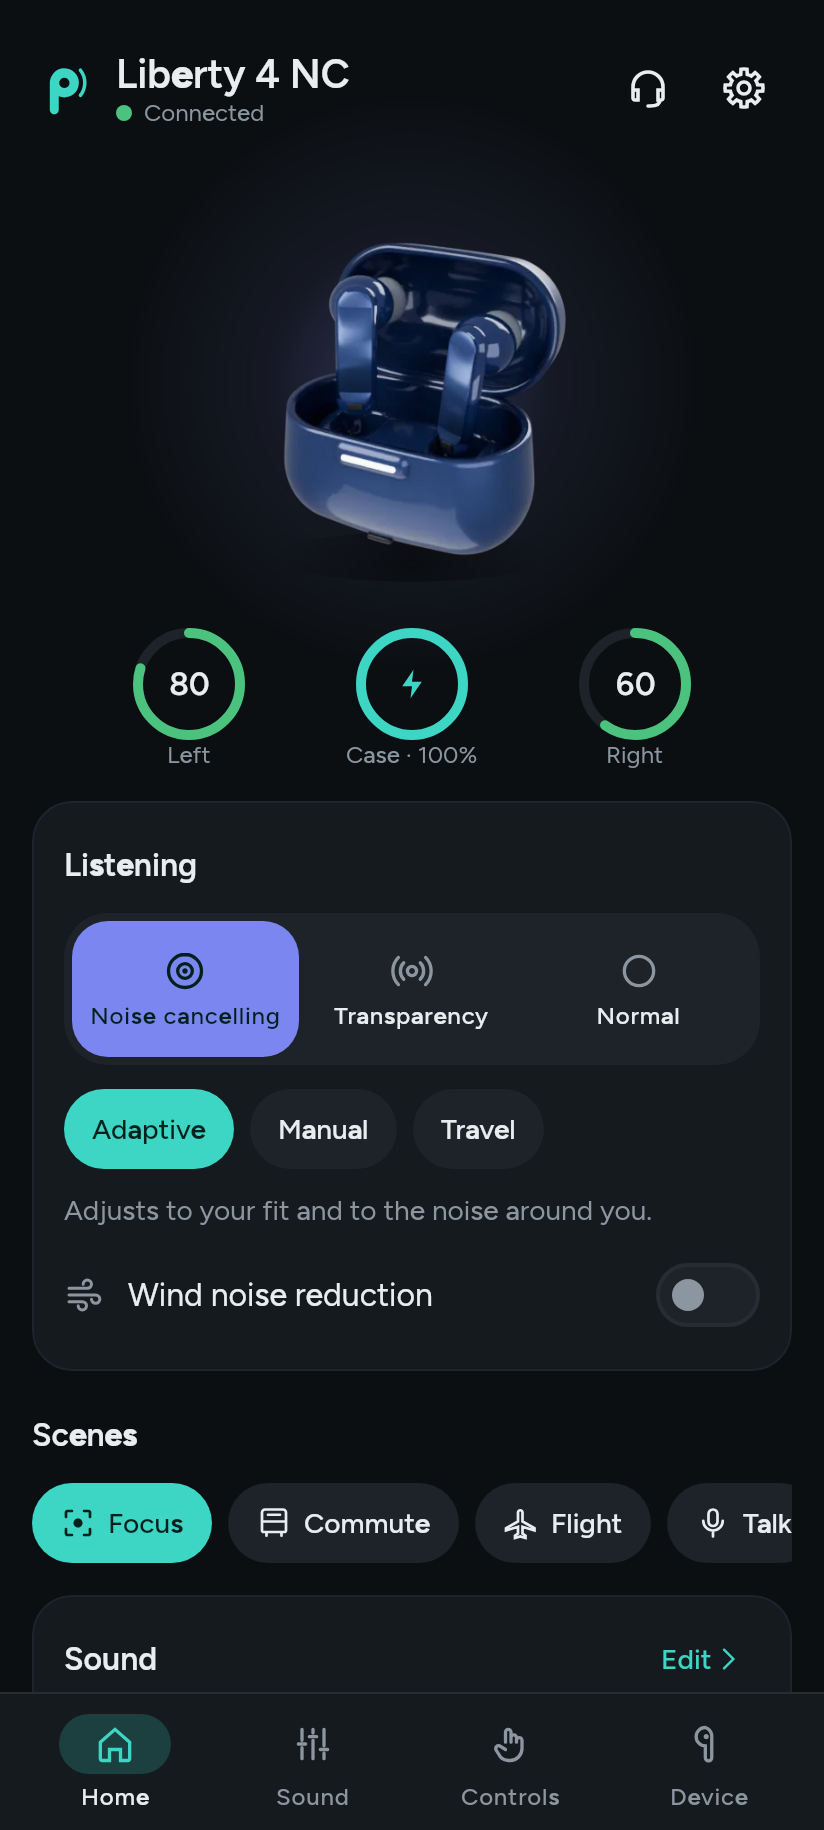 Liberty 4 NC
Connected
80
60
Left
Case · 100%
Right
Listening
Noise cancelling
Transparency
Normal
Adaptive
Manual
Travel
Adjusts to your fit and to the noise around you.
Wind noise reduction
Scenes
Focus
Commute
Flight
Talk
Sound
Edit
Home
Sound
Controls
Device